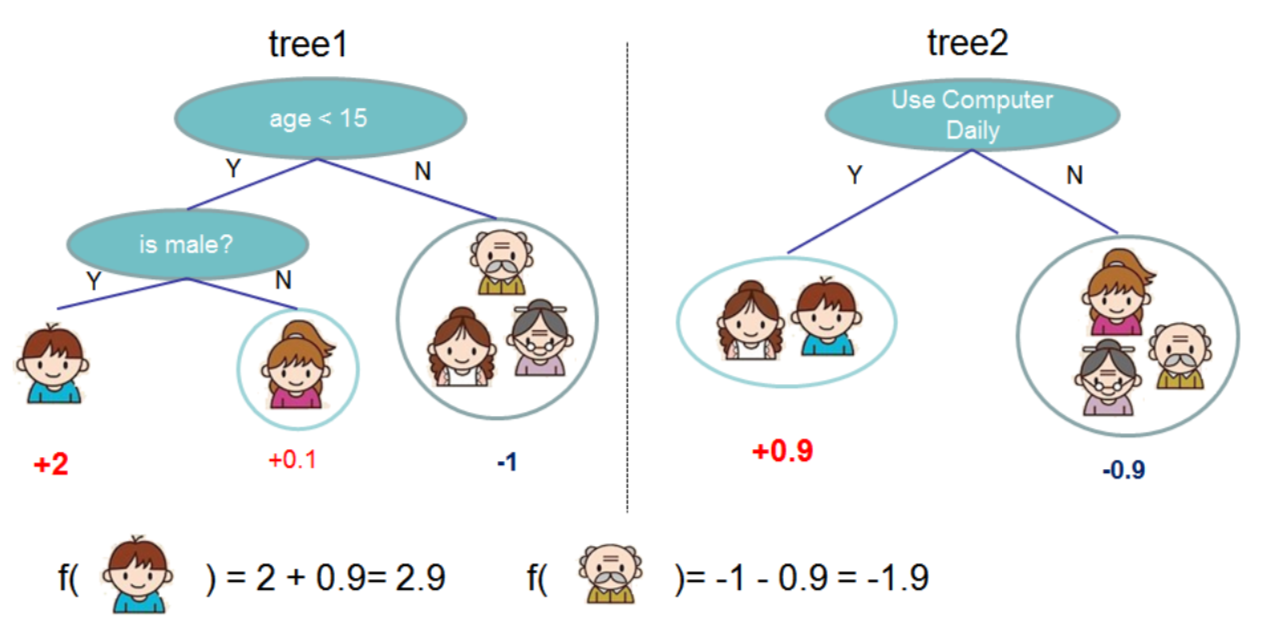 tree1
age < 15
Y
N
is male?
Y
N
+2
+0.1
-1
tree2
Use Computer
Daily
Y
N
+0.9
-0.9
f( ) = 2 + 0.9= 2.9
f( )= -1 - 0.9 = -1.9